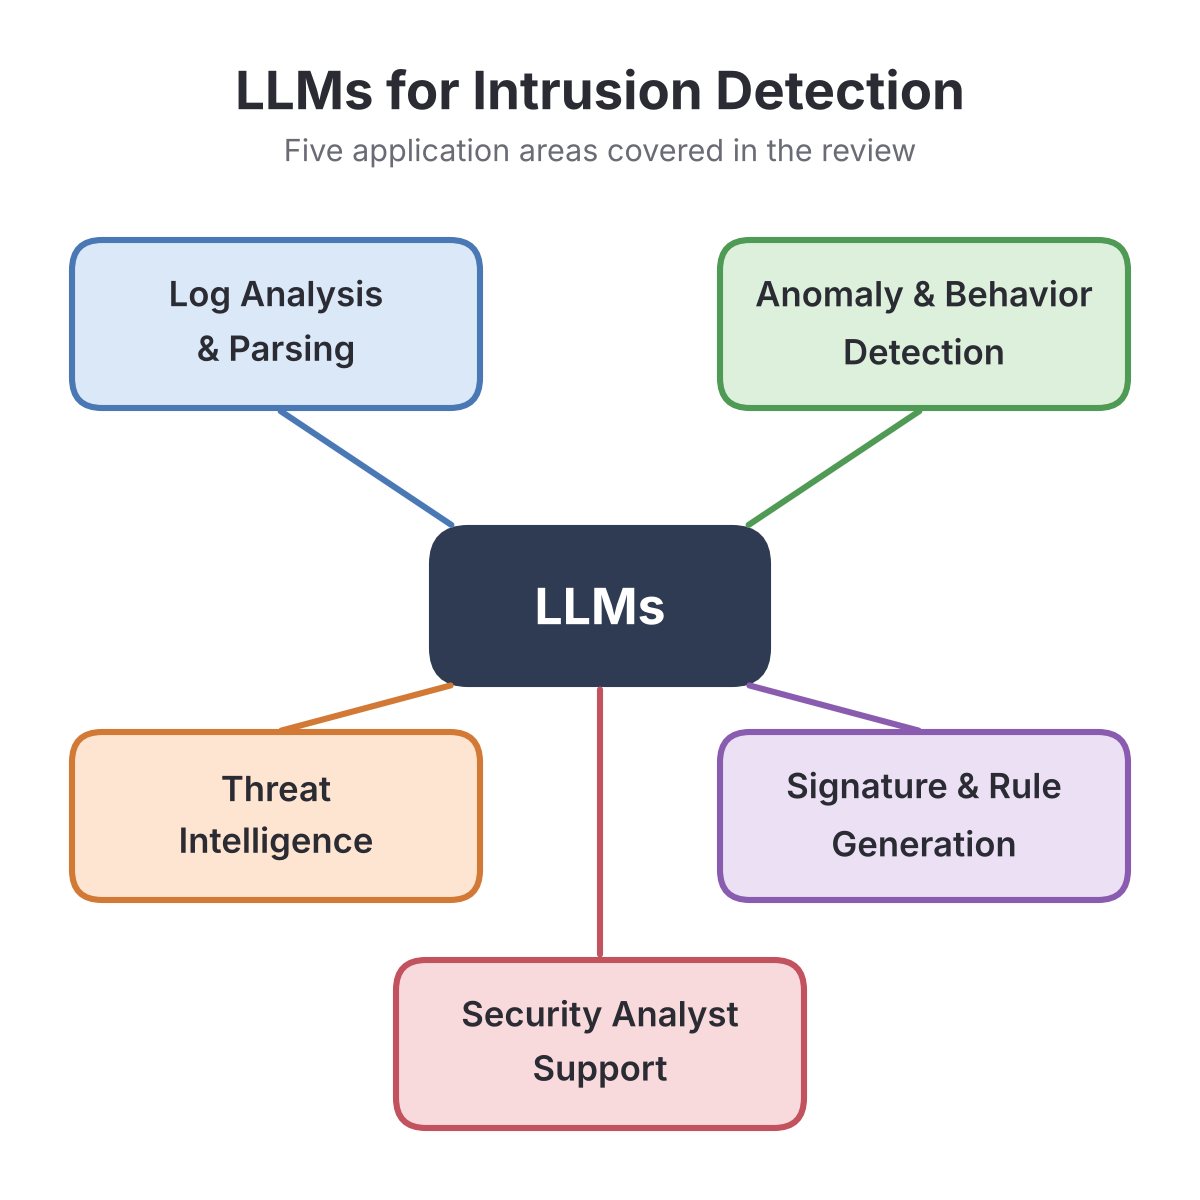 LLMs for Intrusion Detection
Five application areas covered in the review
Log Analysis
& Parsing
Anomaly & Behavior
Detection
LLMs
Threat
Intelligence
Signature & Rule
Generation
Security Analyst
Support